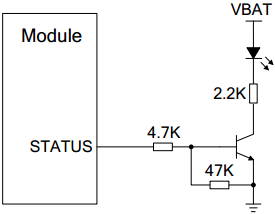 VBAT
Module
2.2K
4.7K
STATUS
47K